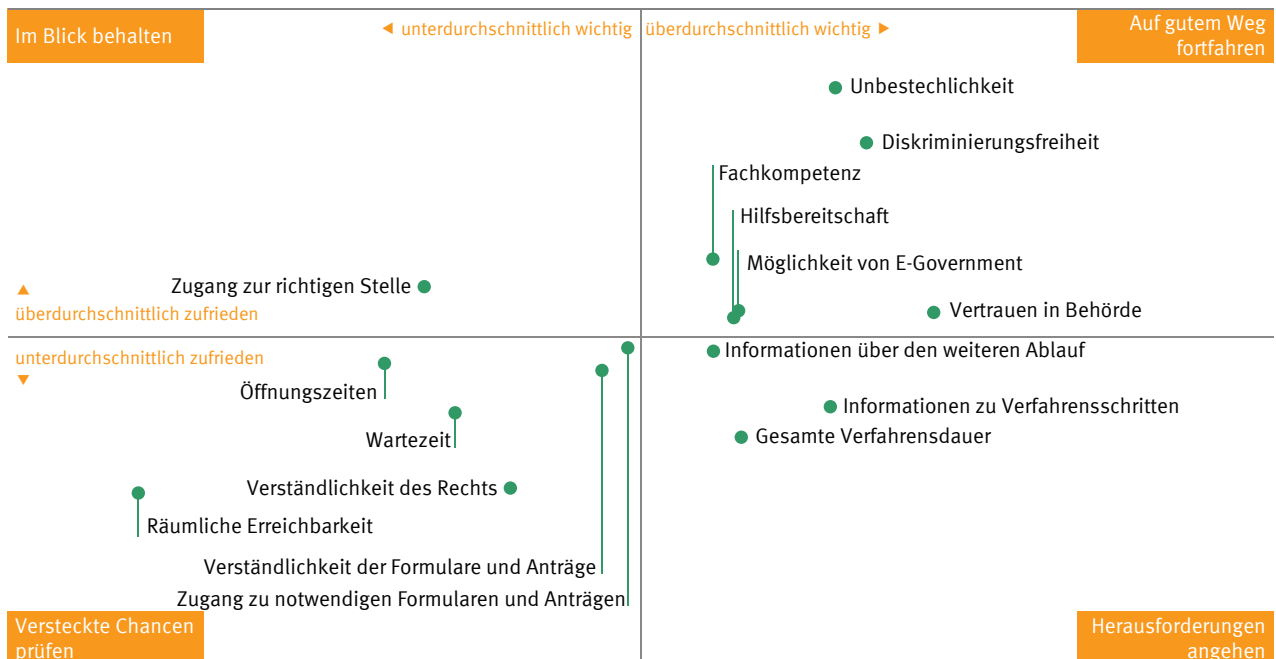 Im Blick behalten
◄ unterdurchschnittlich wichtig
überdurchschnittlich wichtig ►
Auf gutem Weg
fortfahren
Unbestechlichkeit
Diskriminierungsfreiheit
Fachkompetenz
Hilfsbereitschaft
Möglichkeit von E-Government
Zugang zur richtigen Stelle
▲
überdurchschnittlich zufrieden
Vertrauen in Behörde
unterdurchschnittlich zufrieden
▼
Informationen über den weiteren Ablauf
Öffnungszeiten
Informationen zu Verfahrensschritten
Wartezeit
Gesamte Verfahrensdauer
Verständlichkeit des Rechts
Räumliche Erreichbarkeit
Verständlichkeit der Formulare und Anträge
Zugang zu notwendigen Formularen und Anträgen
Versteckte Chancen
prüfen
Herausforderungen
angehen